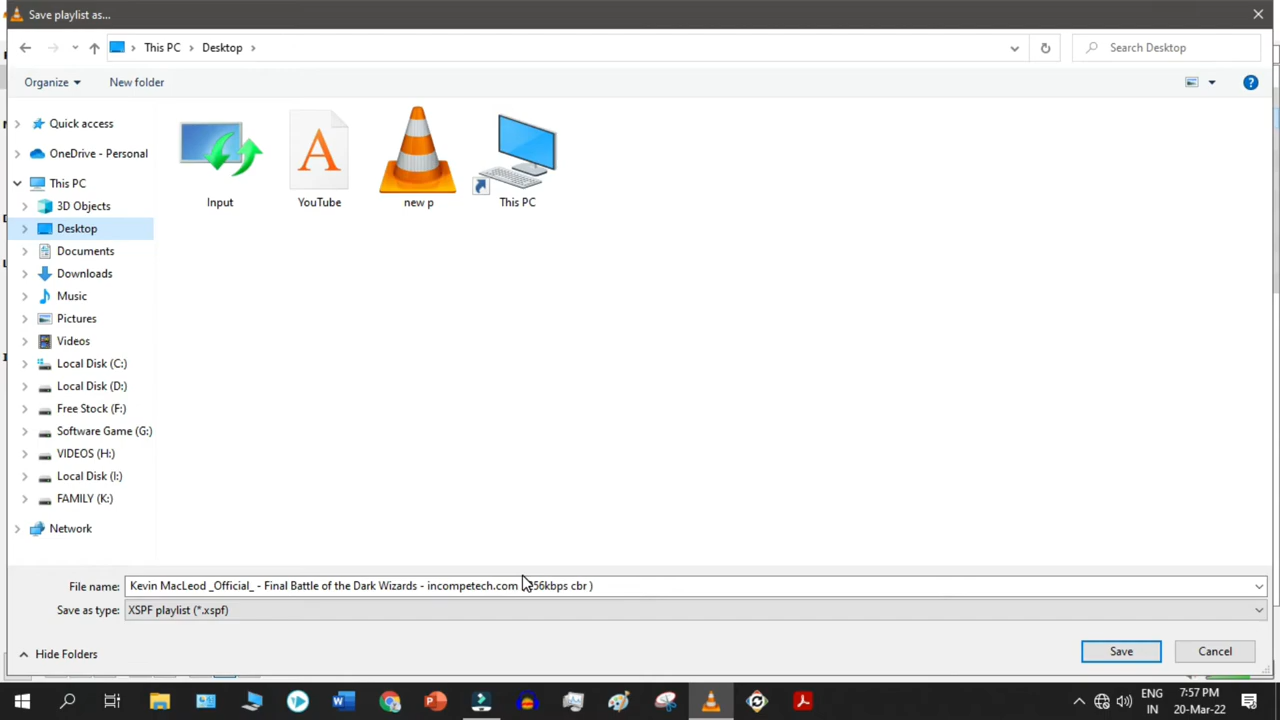 Save playlist as...
This PC
Desktop
Search Desktop
Organize
New folder
Quick access
OneDrive - Personal
This PC
3D Objects
Desktop
Documents
Downloads
Music
Pictures
Videos
Local Disk (C:)
Local Disk (D:)
Free Stock (F:)
Software Game (G:)
VIDEOS (H:)
Local Disk (I:)
FAMILY (K:)
Network
Input
YouTube
new p
This PC
File name: Kevin MacLeod _Official_ - Final Battle of the Dark Wizards - incompetech.com 56kbps cbr )
Save as type: XSPF playlist (*.xspf)
Hide Folders
Save
Cancel
ENG
IN
7:57 PM
20-Mar-22